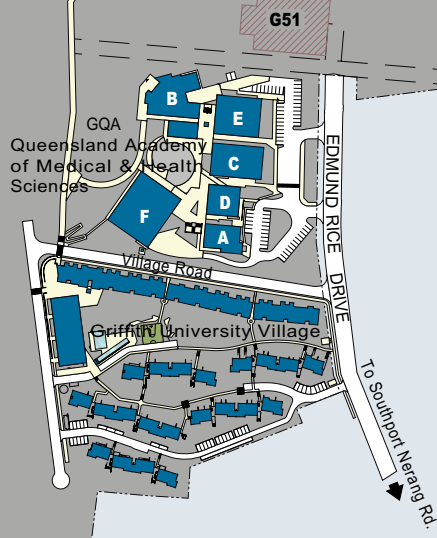 G51
B
E
GQA
Queensland Academy
of Medical & Health
Sciences
C
D
F
A
EDMUND RICE DRIVE
Village Road
Griffith University Village
To Southport Nerang Rd.